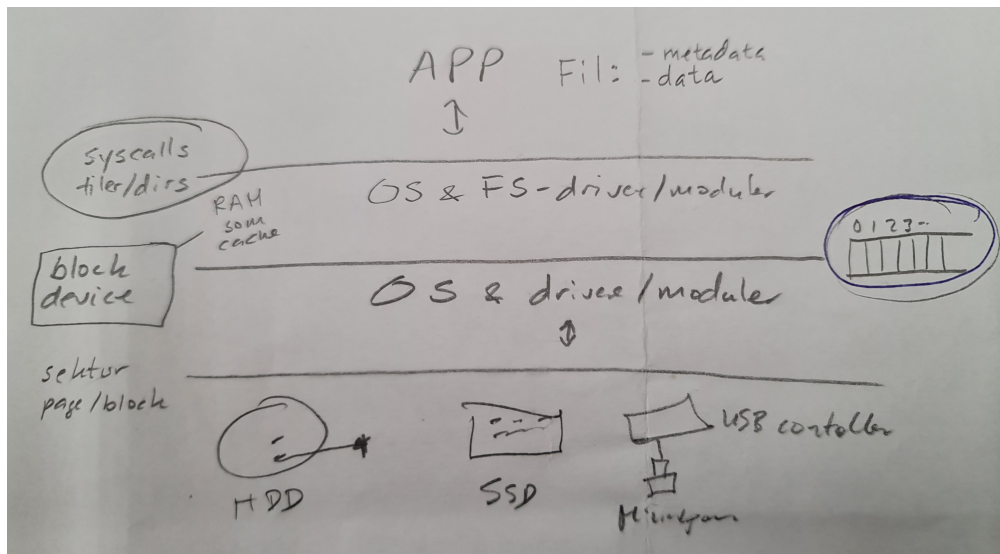 APP
Fil: - metadata
- data
syscalls
filer/dirs
OS & FS-driver/moduler
RAM
som
cache
0 1 2 3 ..
block
device
OS & driver/moduler
sektor
page/block
HDD
SSD
USB contoller